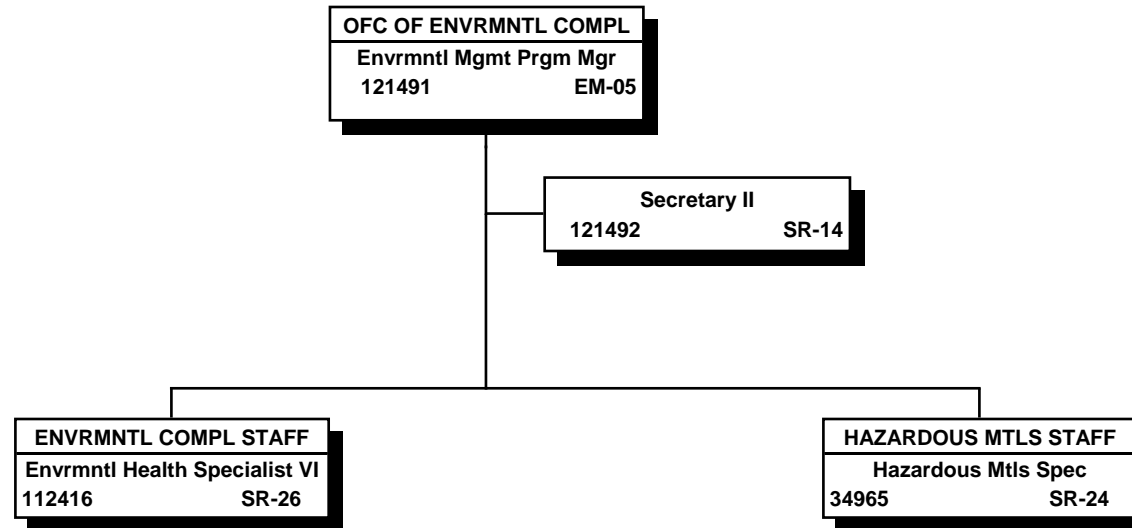 OFC OF ENVRMNTL COMPL
Envrmntl Mgmt Prgm Mgr
121491 EM-05
Secretary II
121492 SR-14
ENVRMNTL COMPL STAFF
Envrmntl Health Specialist VI
112416 SR-26
HAZARDOUS MTLS STAFF
Hazardous Mtls Spec
34965 SR-24